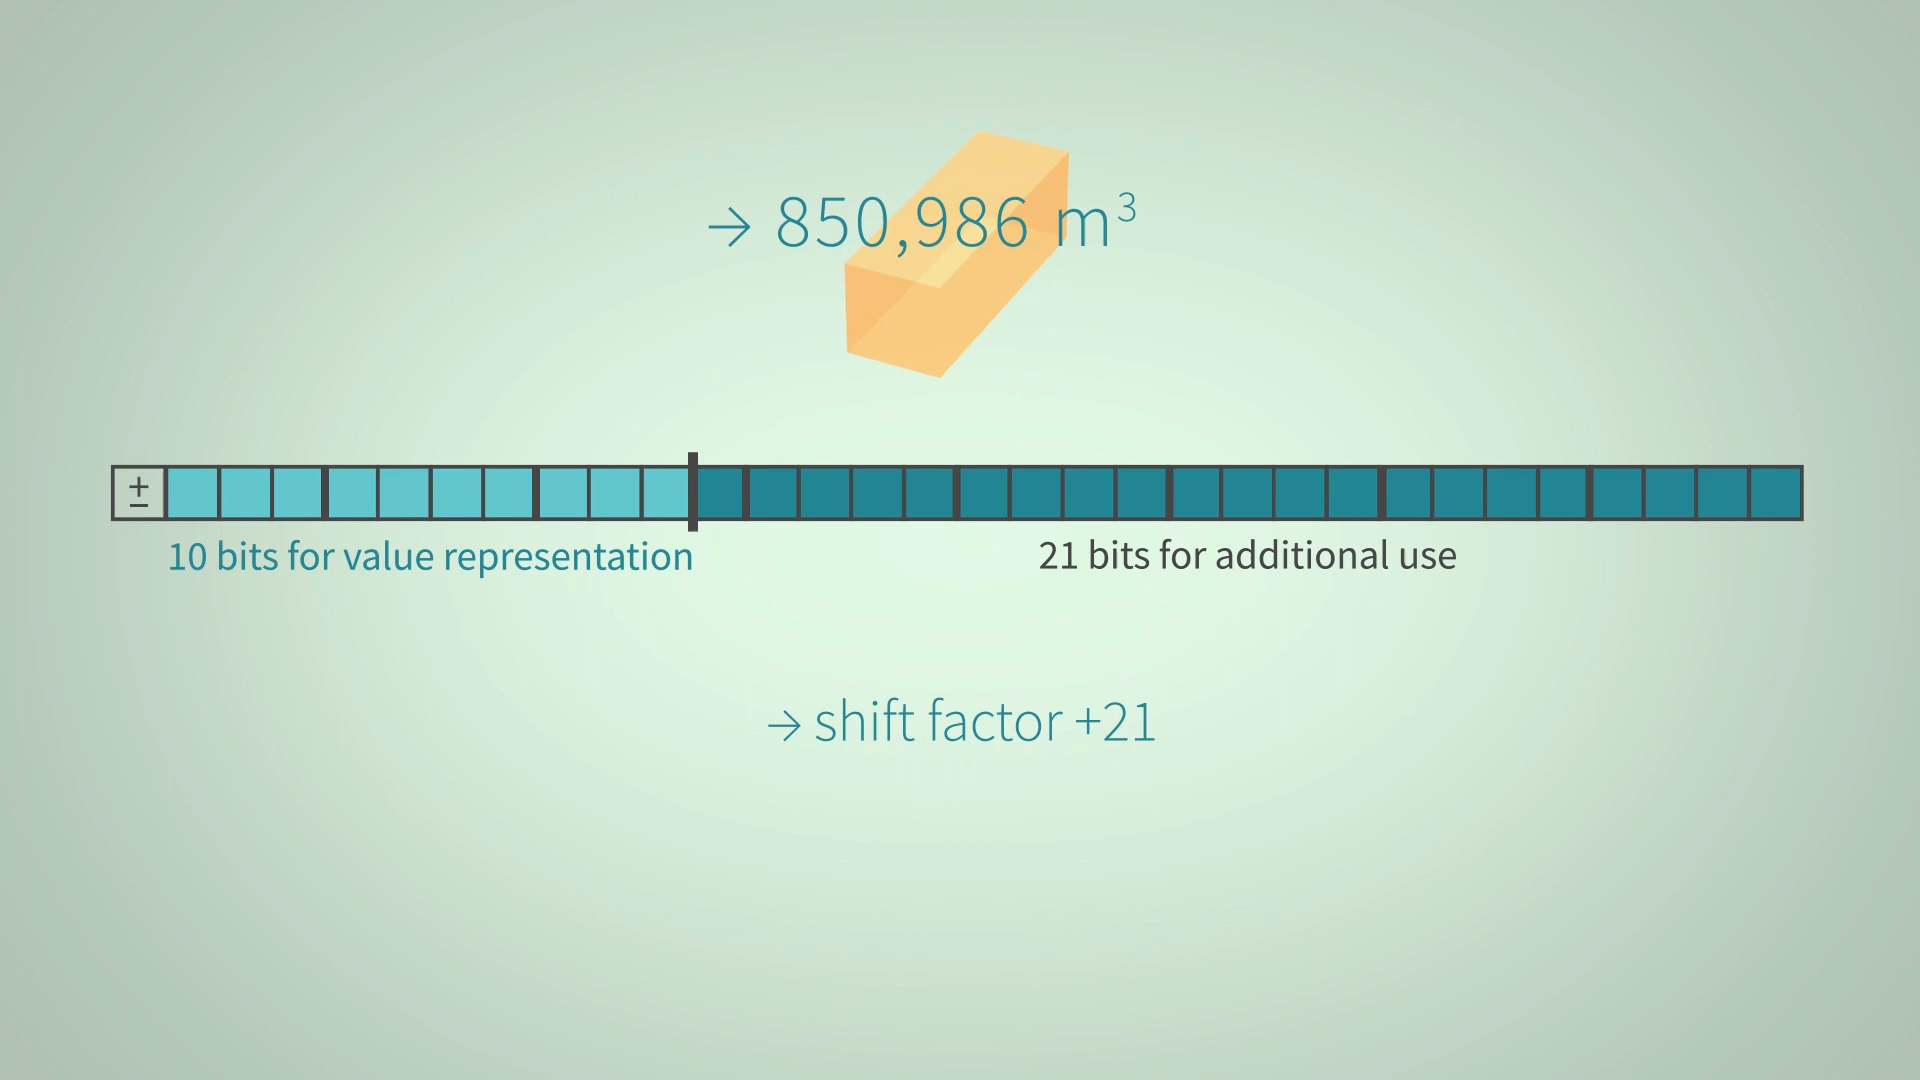 → 850,986 m³
±
10 bits for value representation
21 bits for additional use
→ shift factor +21